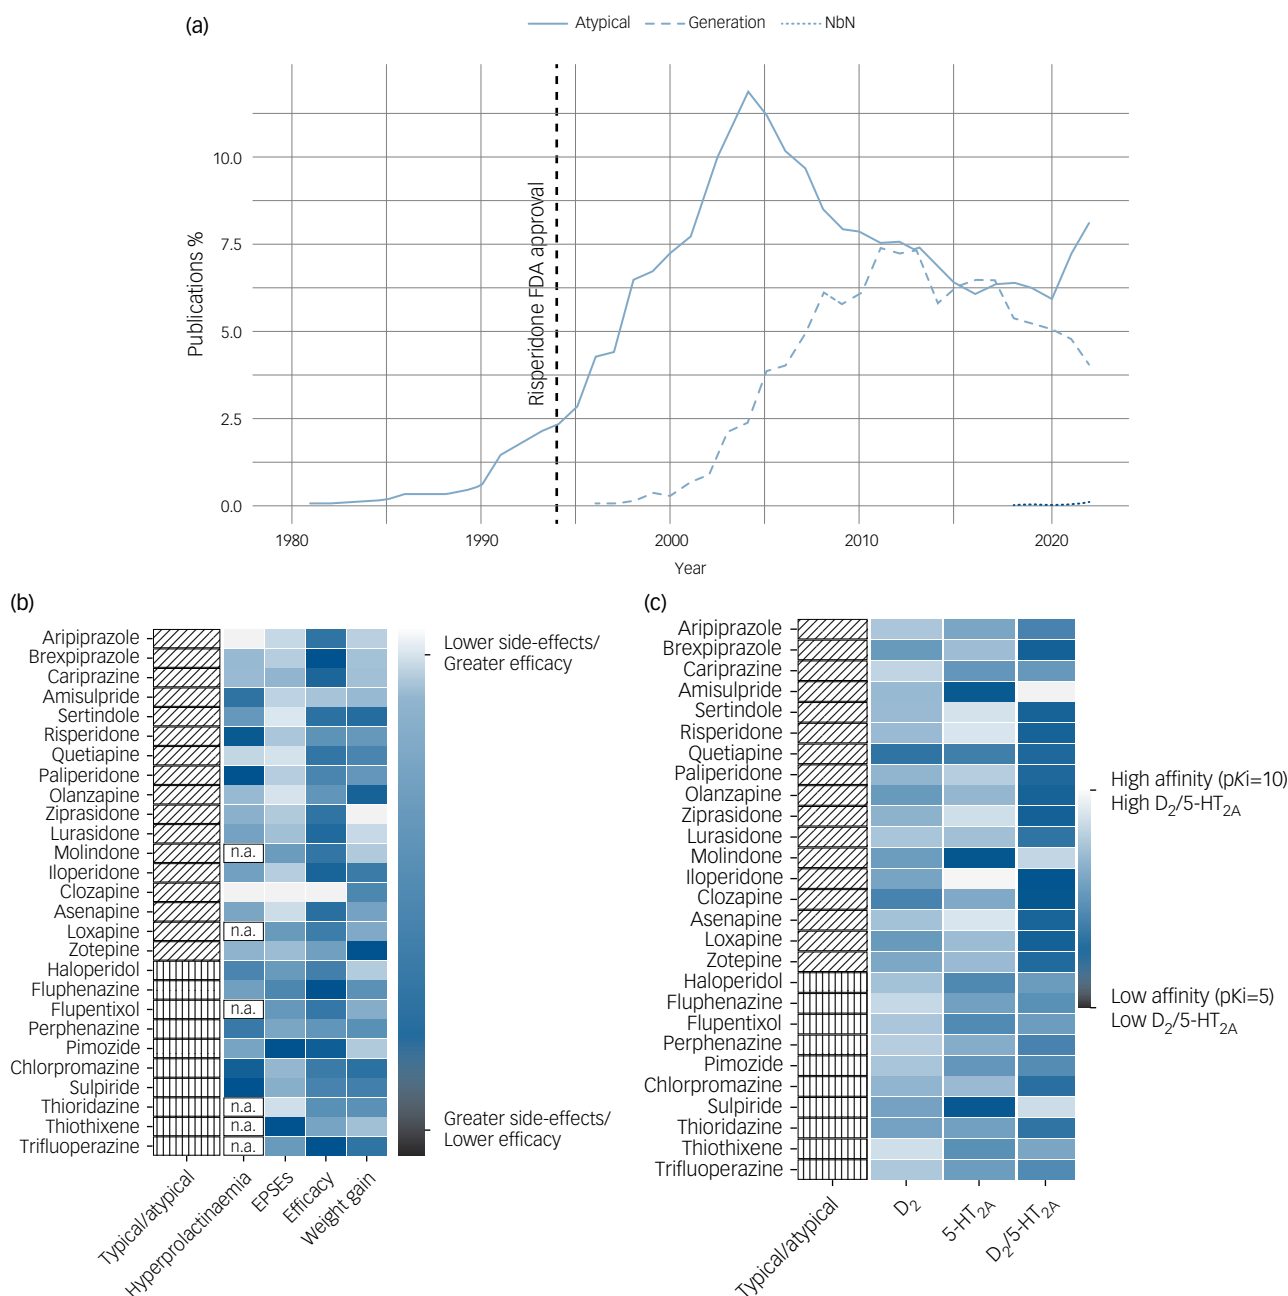 (a)
Atypical
Generation
NbN
Publications %
10.0
7.5
5.0
2.5
0.0
Risperidone FDA approval
1980
1990
2000
2010
2020
Year
(b)
Aripiprazole
Brexpiprazole
Cariprazine
Amisulpride
Sertindole
Risperidone
Quetiapine
Paliperidone
Olanzapine
Ziprasidone
Lurasidone
Molindone n.a.
Iloperidone
Clozapine
Asenapine
Loxapine n.a.
Zotepine
Haloperidol
Fluphenazine
Flupentixol n.a.
Perphenazine
Pimozide
Chlorpromazine
Sulpiride
Thioridazine n.a.
Thiothixene n.a.
Trifluoperazine n.a.
Typical/atypical
Hyperprolactinaemia
EPSEs
Efficacy
Weight gain
Lower side-effects/
Greater efficacy
Greater side-effects/
Lower efficacy
(c)
Aripiprazole
Brexpiprazole
Cariprazine
Amisulpride
Sertindole
Risperidone
Quetiapine
Paliperidone
Olanzapine
Ziprasidone
Lurasidone
Molindone
Iloperidone
Clozapine
Asenapine
Loxapine
Zotepine
Haloperidol
Fluphenazine
Flupentixol
Perphenazine
Pimozide
Chlorpromazine
Sulpiride
Thioridazine
Thiothixene
Trifluoperazine
Typical/atypical
D2
5-HT2A
D2/5-HT2A
High affinity (pKi=10)
High D2/5-HT2A
Low affinity (pKi=5)
Low D2/5-HT2A